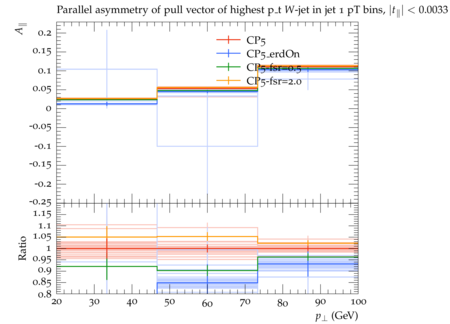 Parallel asymmetry of pull vector of highest p_t W-jet in jet 1 pT bins, |t∥| < 0.0033
A∥
0.2
0.15
0.1
0.05
0
-0.05
-0.1
-0.15
-0.2
-0.25
CP5
CP5_erdOn
CP5-fsr=0.5
CP5-fsr=2.0
Ratio
1.15
1.1
1.05
1
0.95
0.9
0.85
0.8
20 30 40 50 60 70 80 90 100
p⊥ (GeV)